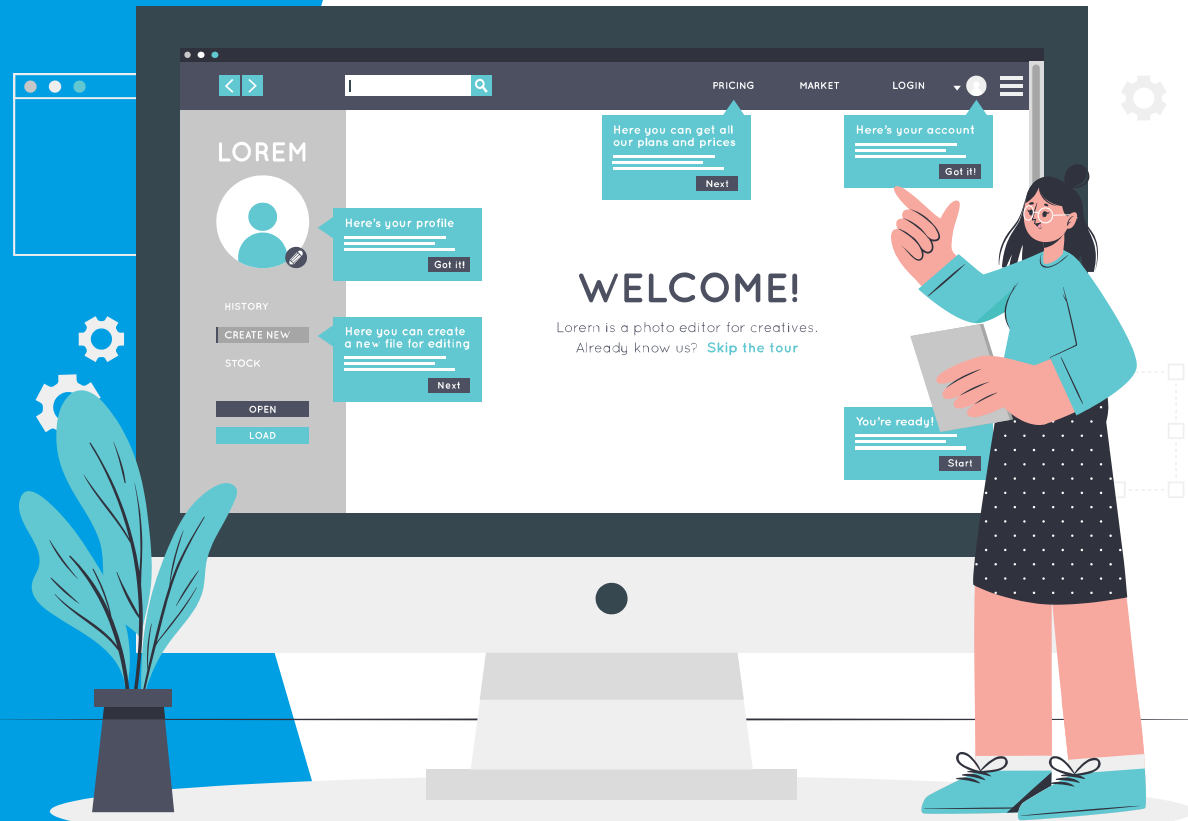 PRICING
MARKET
LOGIN
LOREM
HISTORY
CREATE NEW
STOCK
OPEN
LOAD
Here's your profile
Got it!
Here you can create
a new file for editing
Next
Here you can get all
our plans and prices
Next
Here's your account
Got it!
WELCOME!
Lorem is a photo editor for creatives.
Already know us? Skip the tour
You're ready!
Start